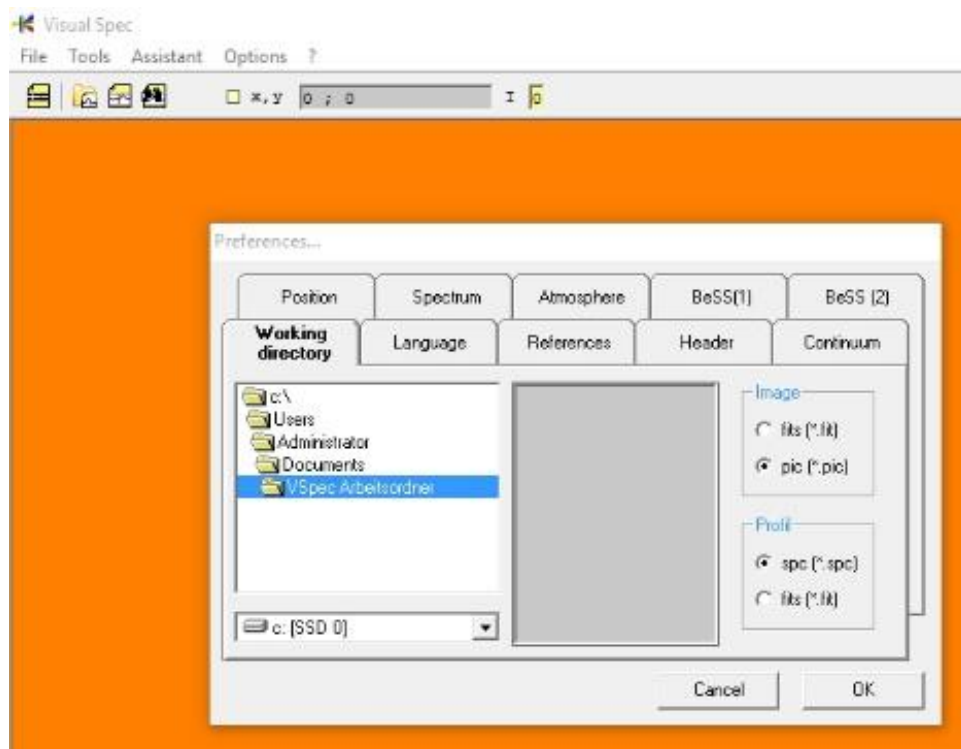 Visual Spec
File Tools Assistant Options ?
x,y 0 ; 0 I 0
Preferences...
Position Spectrum Atmosphere BeSS(1) BeSS (2)
Working directory Language References Header Continuum
c:\
Users
Administrator
Documents
VSpec Arbeitsordner
c: [SSD 0]
Image
fits (*.fit)
pic (*.pic)
Profil
spc (*.spc)
fits (*.fit)
Cancel OK